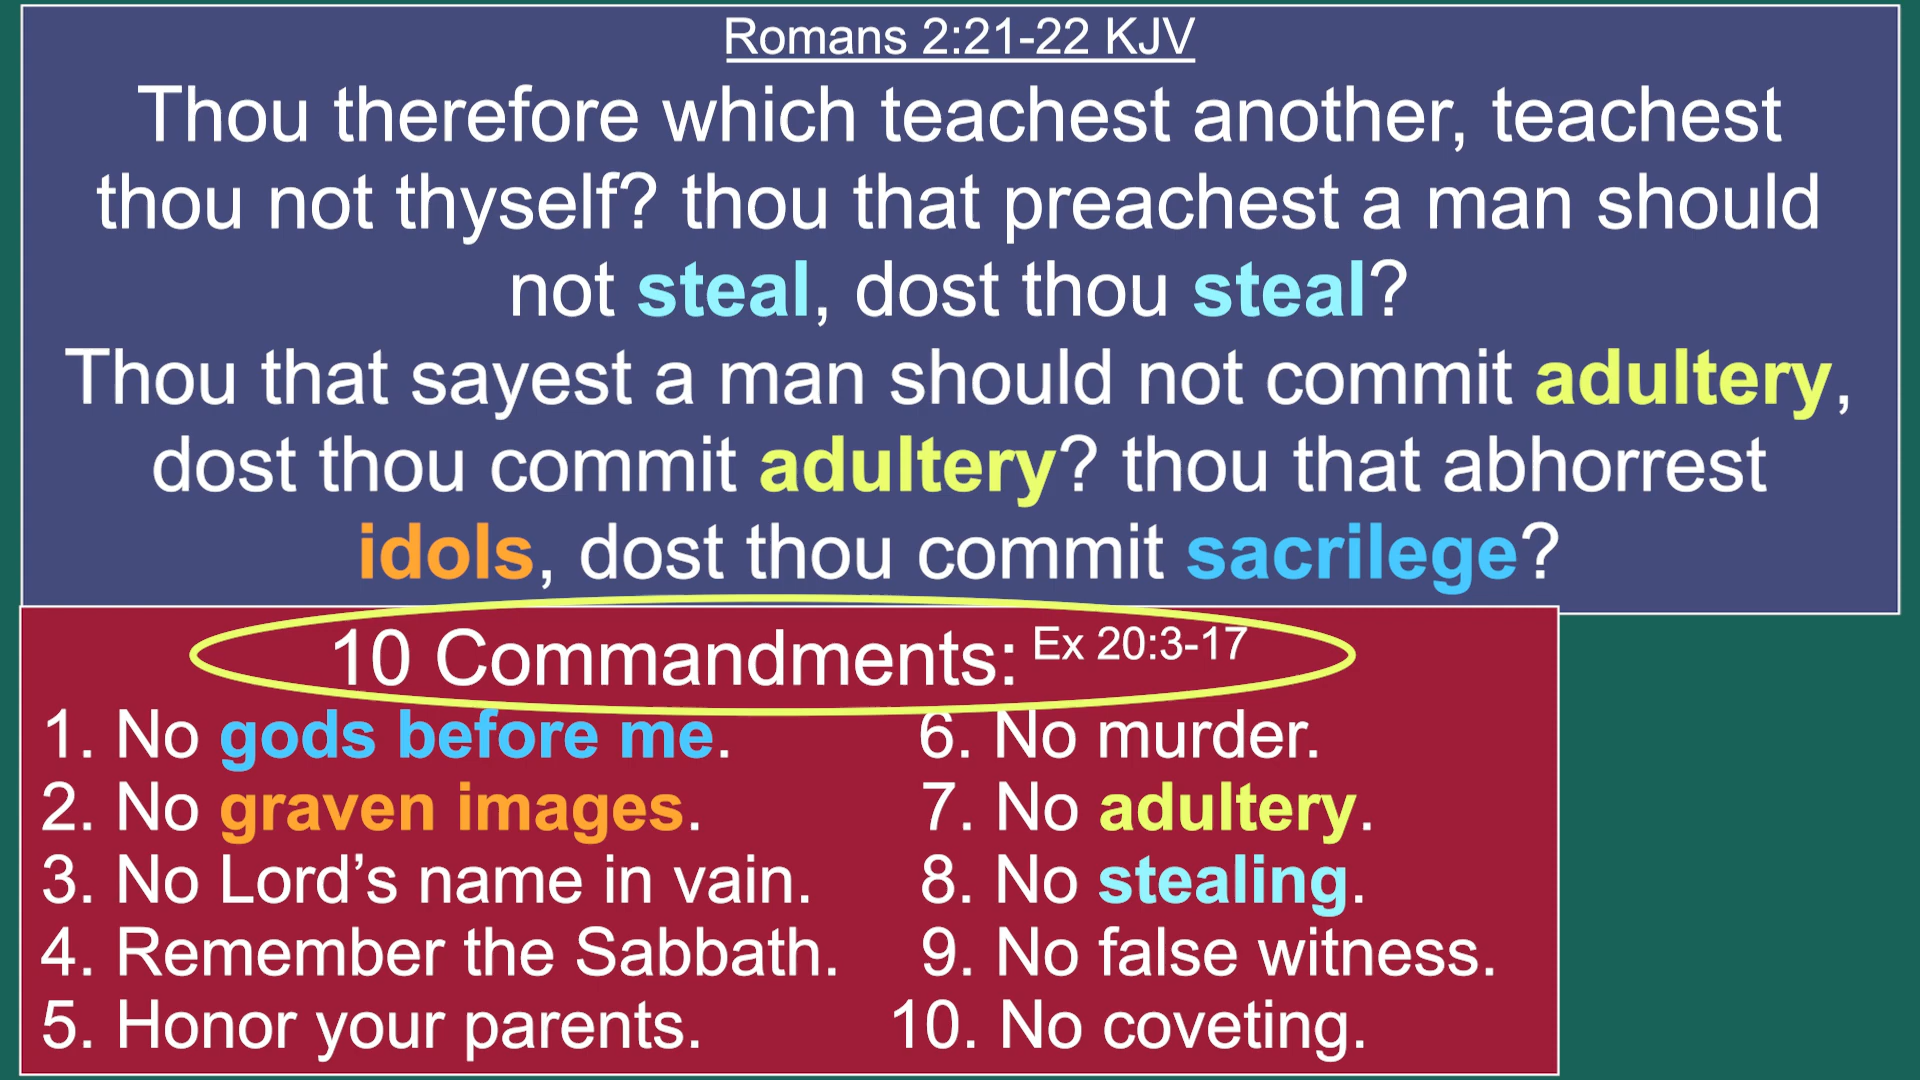 Romans 2:21-22 KJV
Thou therefore which teachest another, teachest
thou not thyself? thou that preachest a man should
not steal, dost thou steal?
Thou that sayest a man should not commit adultery,
dost thou commit adultery? thou that abhorrest
idols, dost thou commit sacrilege?
10 Commandments: Ex 20:3-17
1. No gods before me.
2. No graven images.
3. No Lord’s name in vain.
4. Remember the Sabbath.
5. Honor your parents.
6. No murder.
7. No adultery.
8. No stealing.
9. No false witness.
10. No coveting.